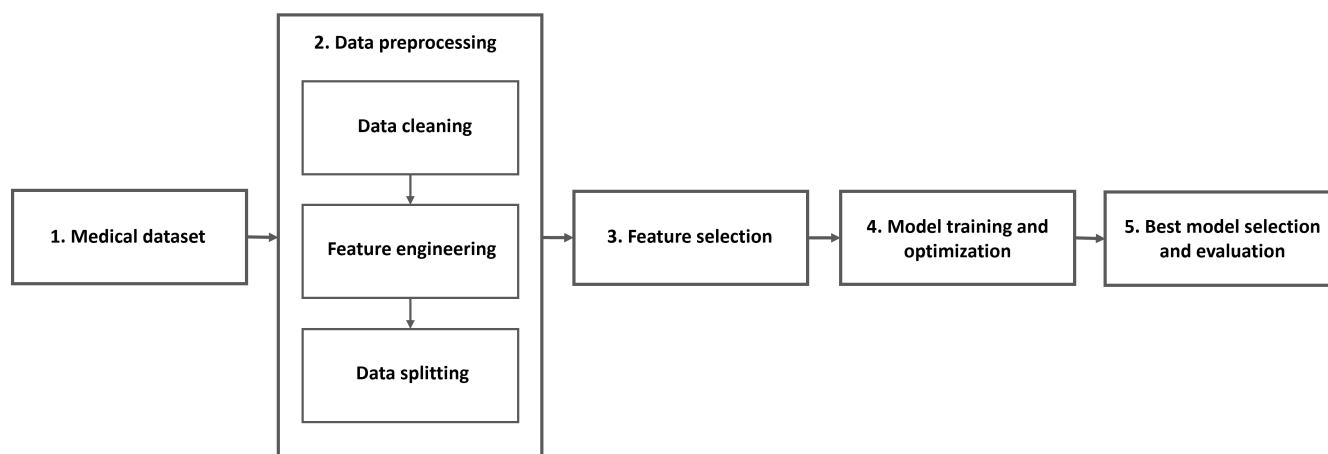 1. Medical dataset
2. Data preprocessing
Data cleaning
Feature engineering
Data splitting
3. Feature selection
4. Model training and
optimization
5. Best model selection
and evaluation